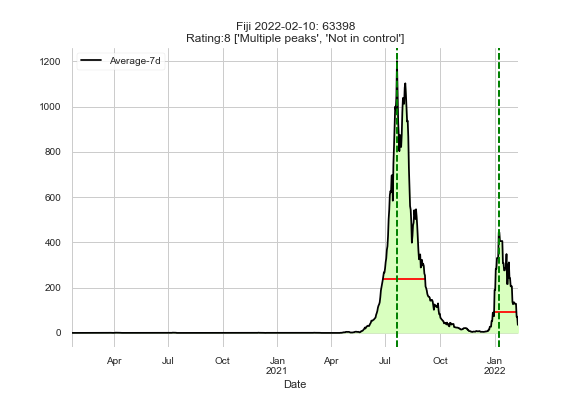 Fiji 2022-02-10: 63398
Rating:8 ['Multiple peaks', 'Not in control']
Average-7d
1200
1000
800
600
400
200
0
Apr Jul Oct Jan Apr Jul Oct Jan
2021 2022
Date